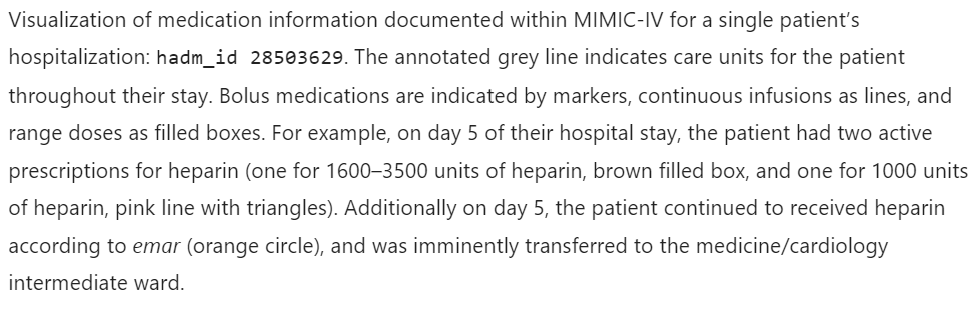 Visualization of medication information documented within MIMIC-IV for a single patient’s
hospitalization: hadm_id 28503629. The annotated grey line indicates care units for the patient
throughout their stay. Bolus medications are indicated by markers, continuous infusions as lines, and
range doses as filled boxes. For example, on day 5 of their hospital stay, the patient had two active
prescriptions for heparin (one for 1600–3500 units of heparin, brown filled box, and one for 1000 units
of heparin, pink line with triangles). Additionally on day 5, the patient continued to received heparin
according to emar (orange circle), and was imminently transferred to the medicine/cardiology
intermediate ward.